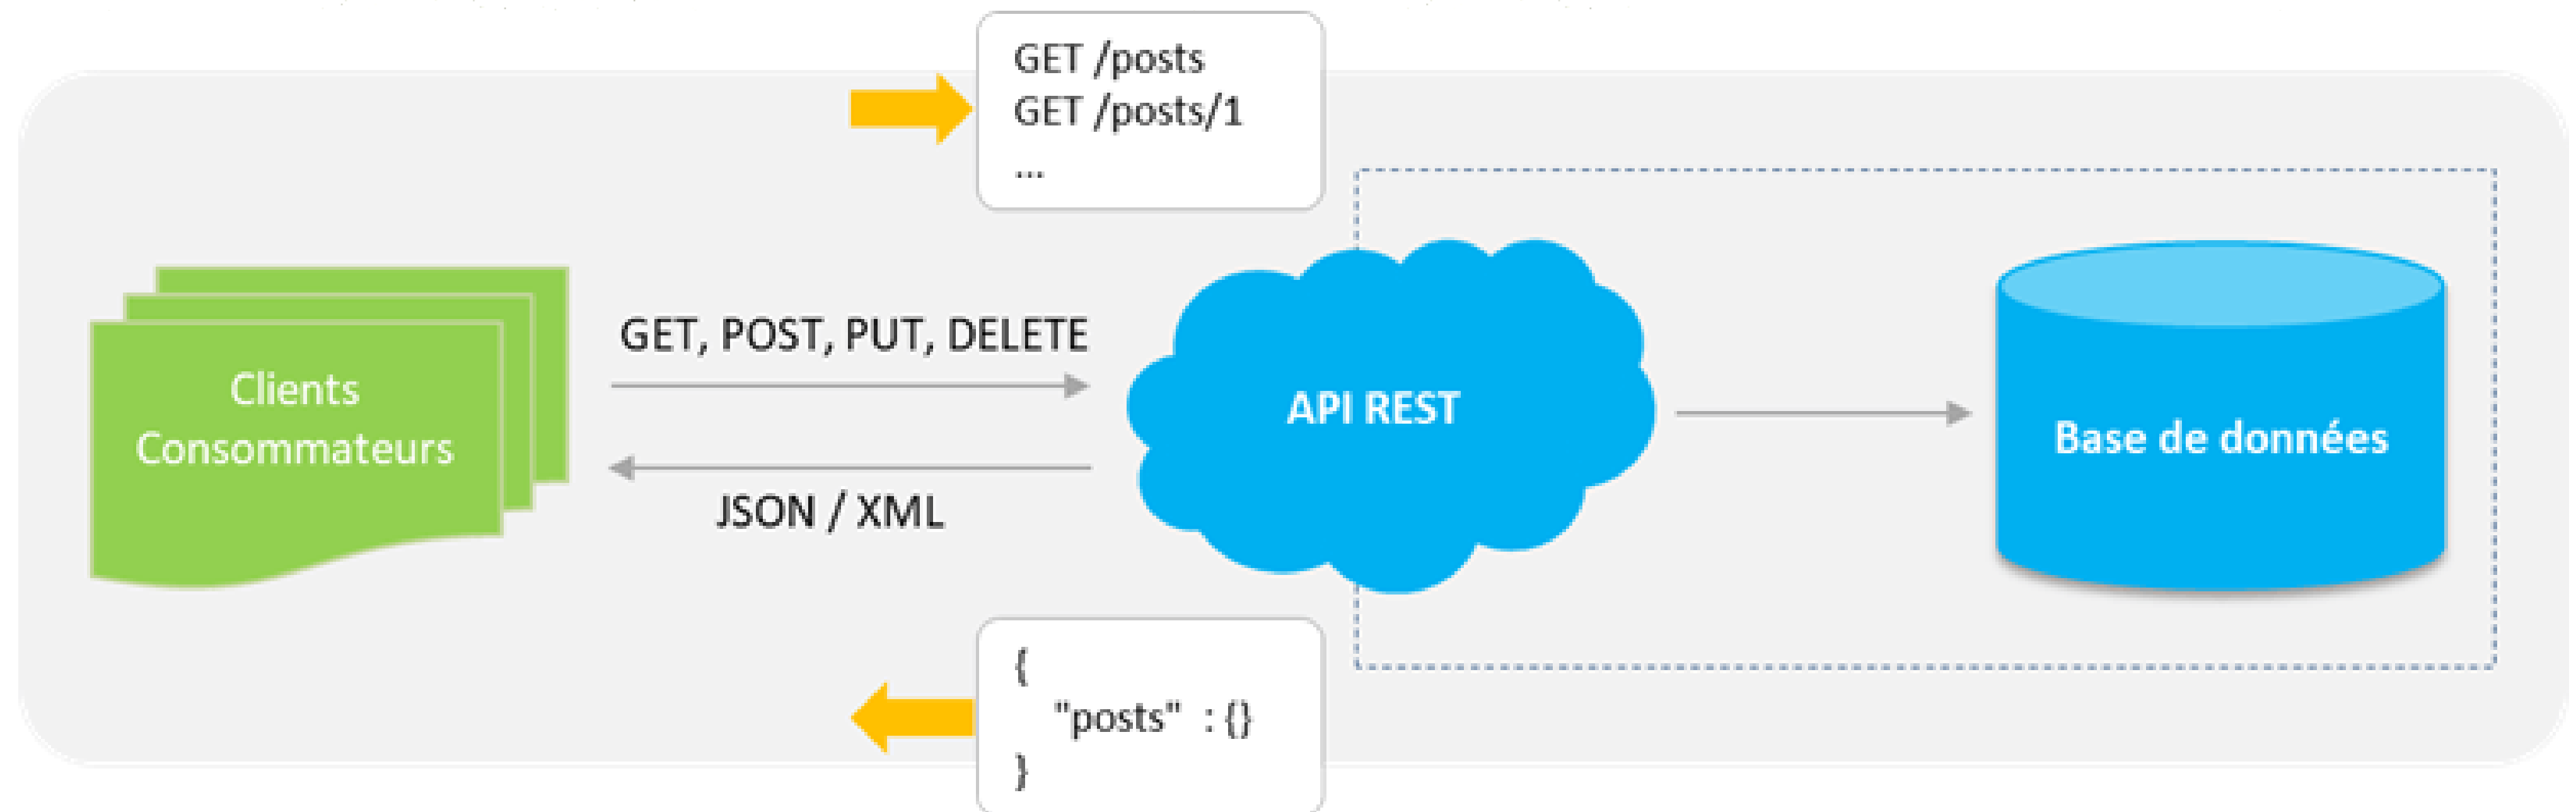 GET /posts
GET /posts/1
...
GET, POST, PUT, DELETE
Clients
Consommateurs
API REST
Base de données
JSON / XML
{
"posts" : {}
}